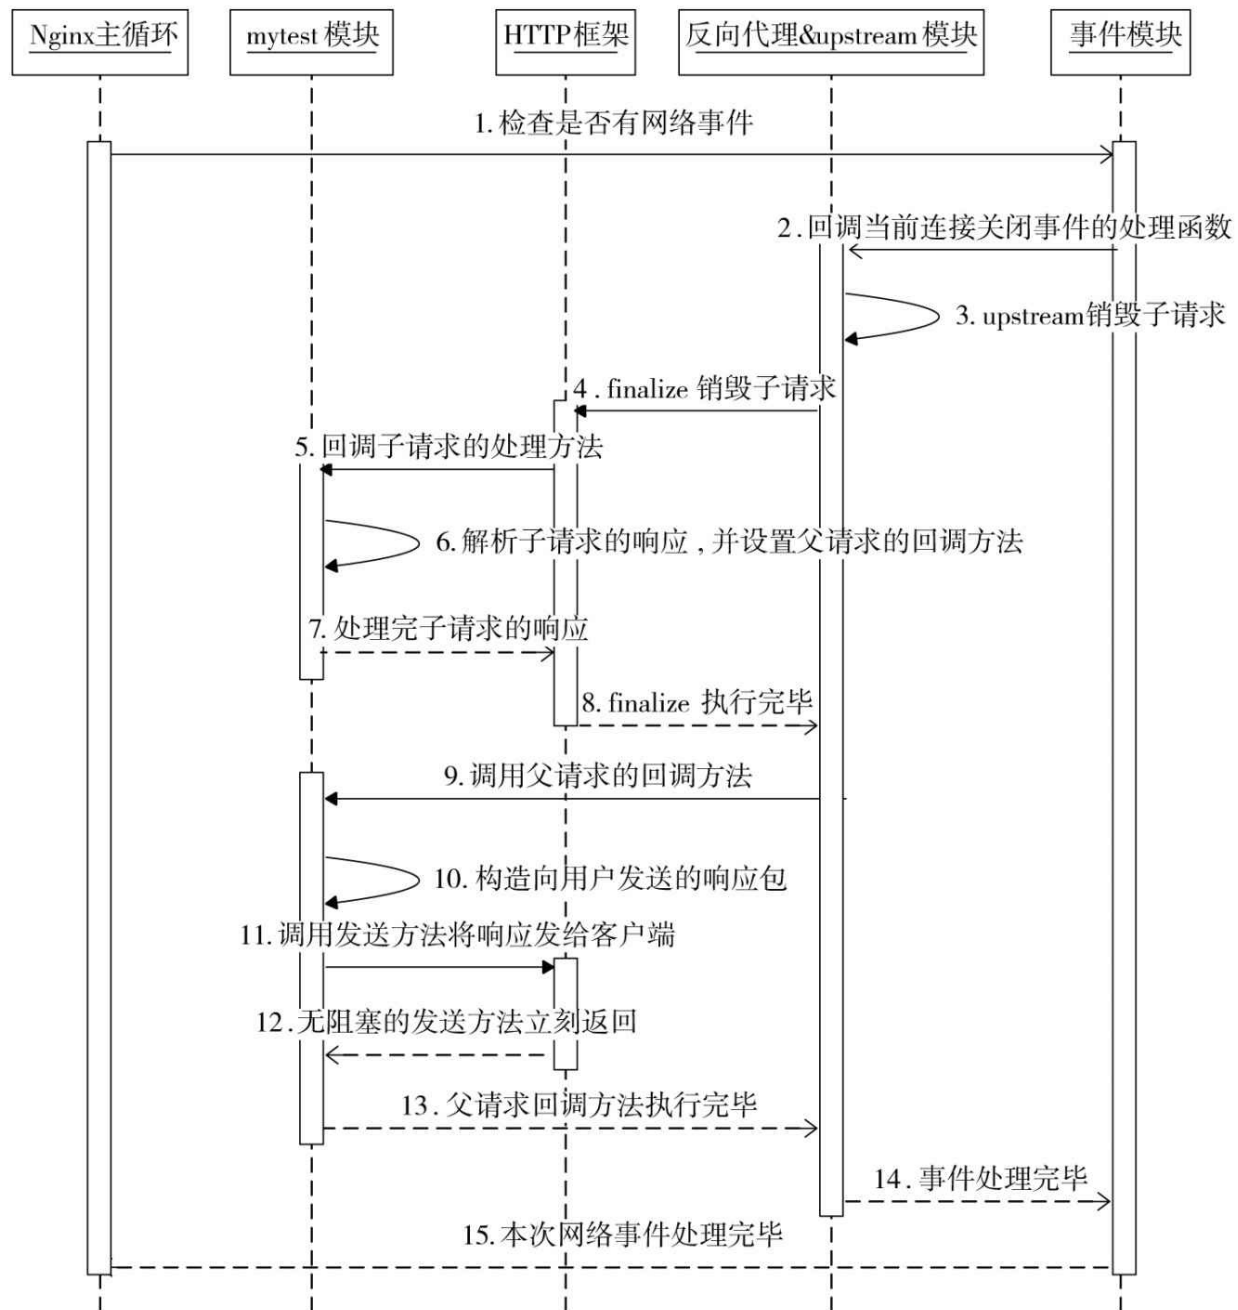 Nginx主循环
mytest 模块
HTTP框架
反向代理&upstream 模块
事件模块
1. 检查是否有网络事件
2 . 回调当前连接关闭事件的处理函数
3. upstream销毁子请求
4 . finalize 销毁子请求
5. 回调子请求的处理方法
6. 解析子请求的响应 , 并设置父请求的回调方法
7. 处理完子请求的响应
8. finalize 执行完毕
9. 调用父请求的回调方法
10. 构造向用户发送的响应包
11. 调用发送方法将响应发给客户端
12 . 无阻塞的发送方法立刻返回
13 . 父请求回调方法执行完毕
14 . 事件处理完毕
15. 本次网络事件处理完毕